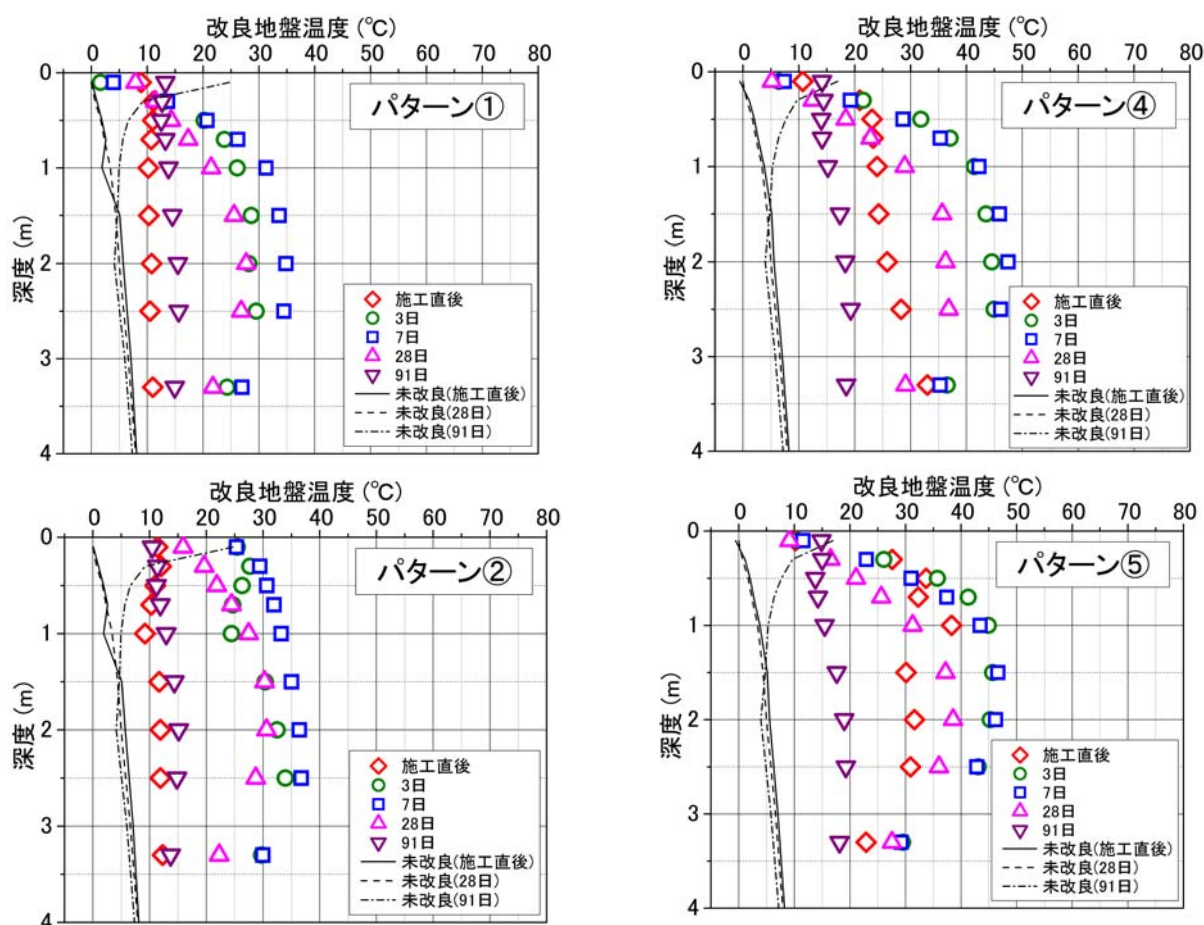 改良地盤温度 (℃)
0 10 20 30 40 50 60 70 80
0
1
2
3
4
深度 (m)
パターン①
施工直後
3日
7日
28日
91日
未改良(施工直後)
未改良(28日)
未改良(91日)
改良地盤温度 (℃)
0 10 20 30 40 50 60 70 80
0
1
2
3
4
深度 (m)
パターン④
施工直後
3日
7日
28日
91日
未改良(施工直後)
未改良(28日)
未改良(91日)
改良地盤温度 (℃)
0 10 20 30 40 50 60 70 80
0
1
2
3
4
深度 (m)
パターン②
施工直後
3日
7日
28日
91日
未改良(施工直後)
未改良(28日)
未改良(91日)
改良地盤温度 (℃)
0 10 20 30 40 50 60 70 80
0
1
2
3
4
深度 (m)
パターン⑤
施工直後
3日
7日
28日
91日
未改良(施工直後)
未改良(28日)
未改良(91日)